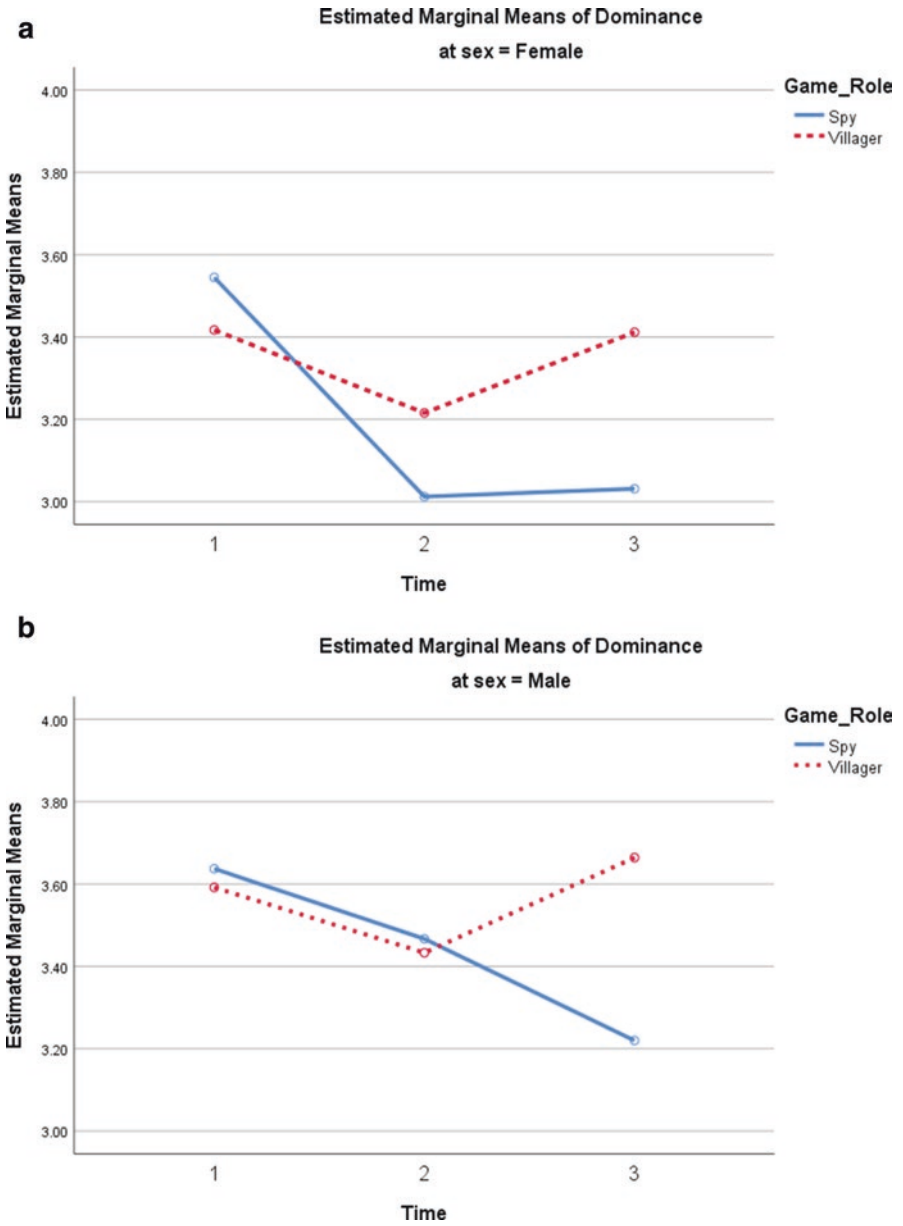 a
Estimated Marginal Means of Dominance
at sex = Female
Game_Role
Spy
Villager
Estimated Marginal Means
4.00
3.80
3.60
3.40
3.20
3.00
1 2 3
Time
b
Estimated Marginal Means of Dominance
at sex = Male
Game_Role
Spy
Villager
Estimated Marginal Means
4.00
3.80
3.60
3.40
3.20
3.00
1 2 3
Time